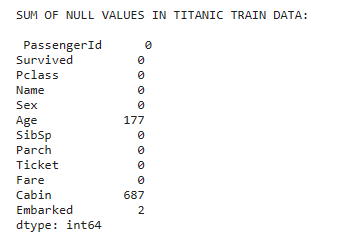 SUM OF NULL VALUES IN TITANIC TRAIN DATA:
PassengerId 0
Survived 0
Pclass 0
Name 0
Sex 0
Age 177
SibSp 0
Parch 0
Ticket 0
Fare 0
Cabin 687
Embarked 2
dtype: int64